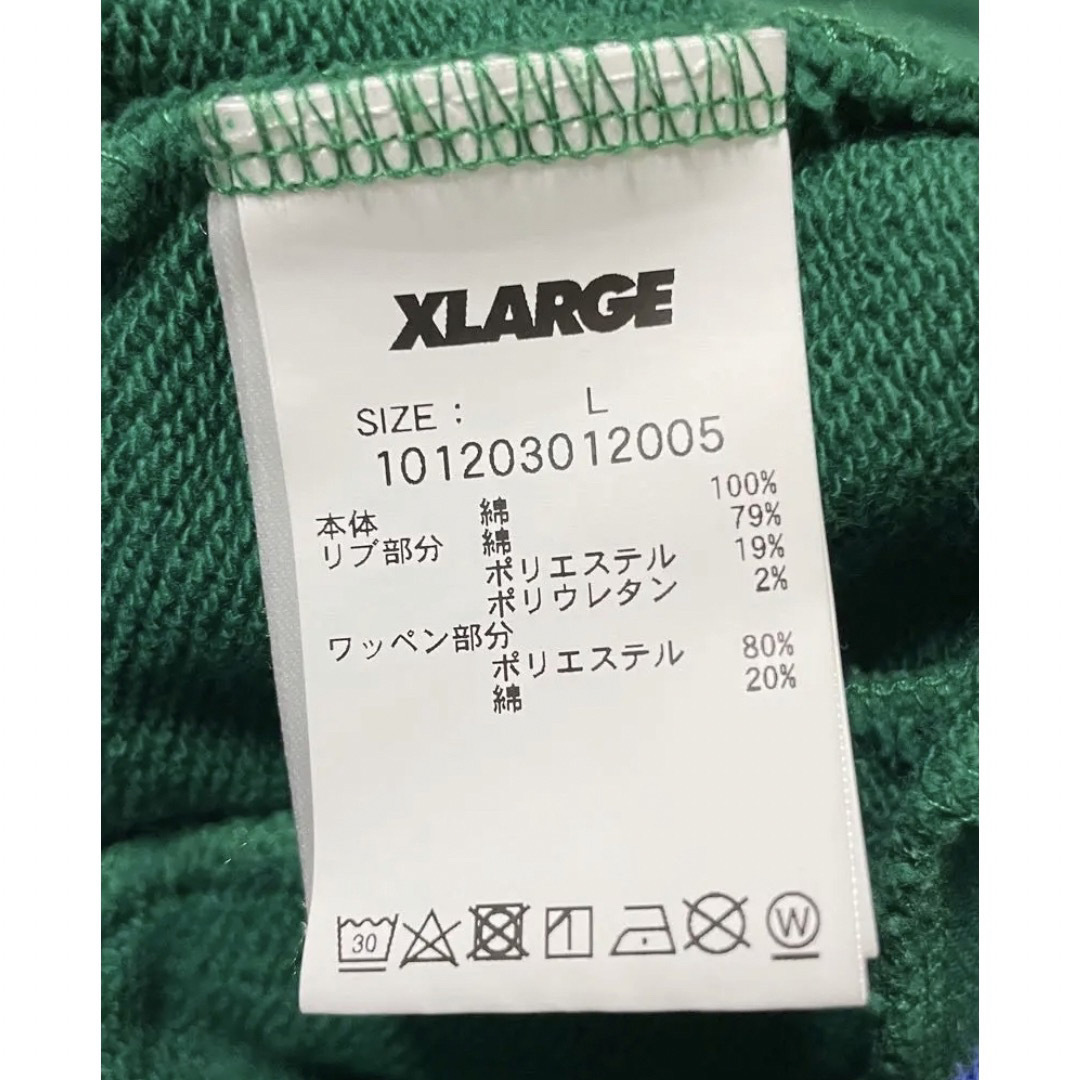 XLARGE
SIZE : L
101203012005
本体 綿 100%
リブ部分 綿 79%
ポリエステル 19%
ポリウレタン 2%
ワッペン部分
ポリエステル 80%
綿 20%
30 W